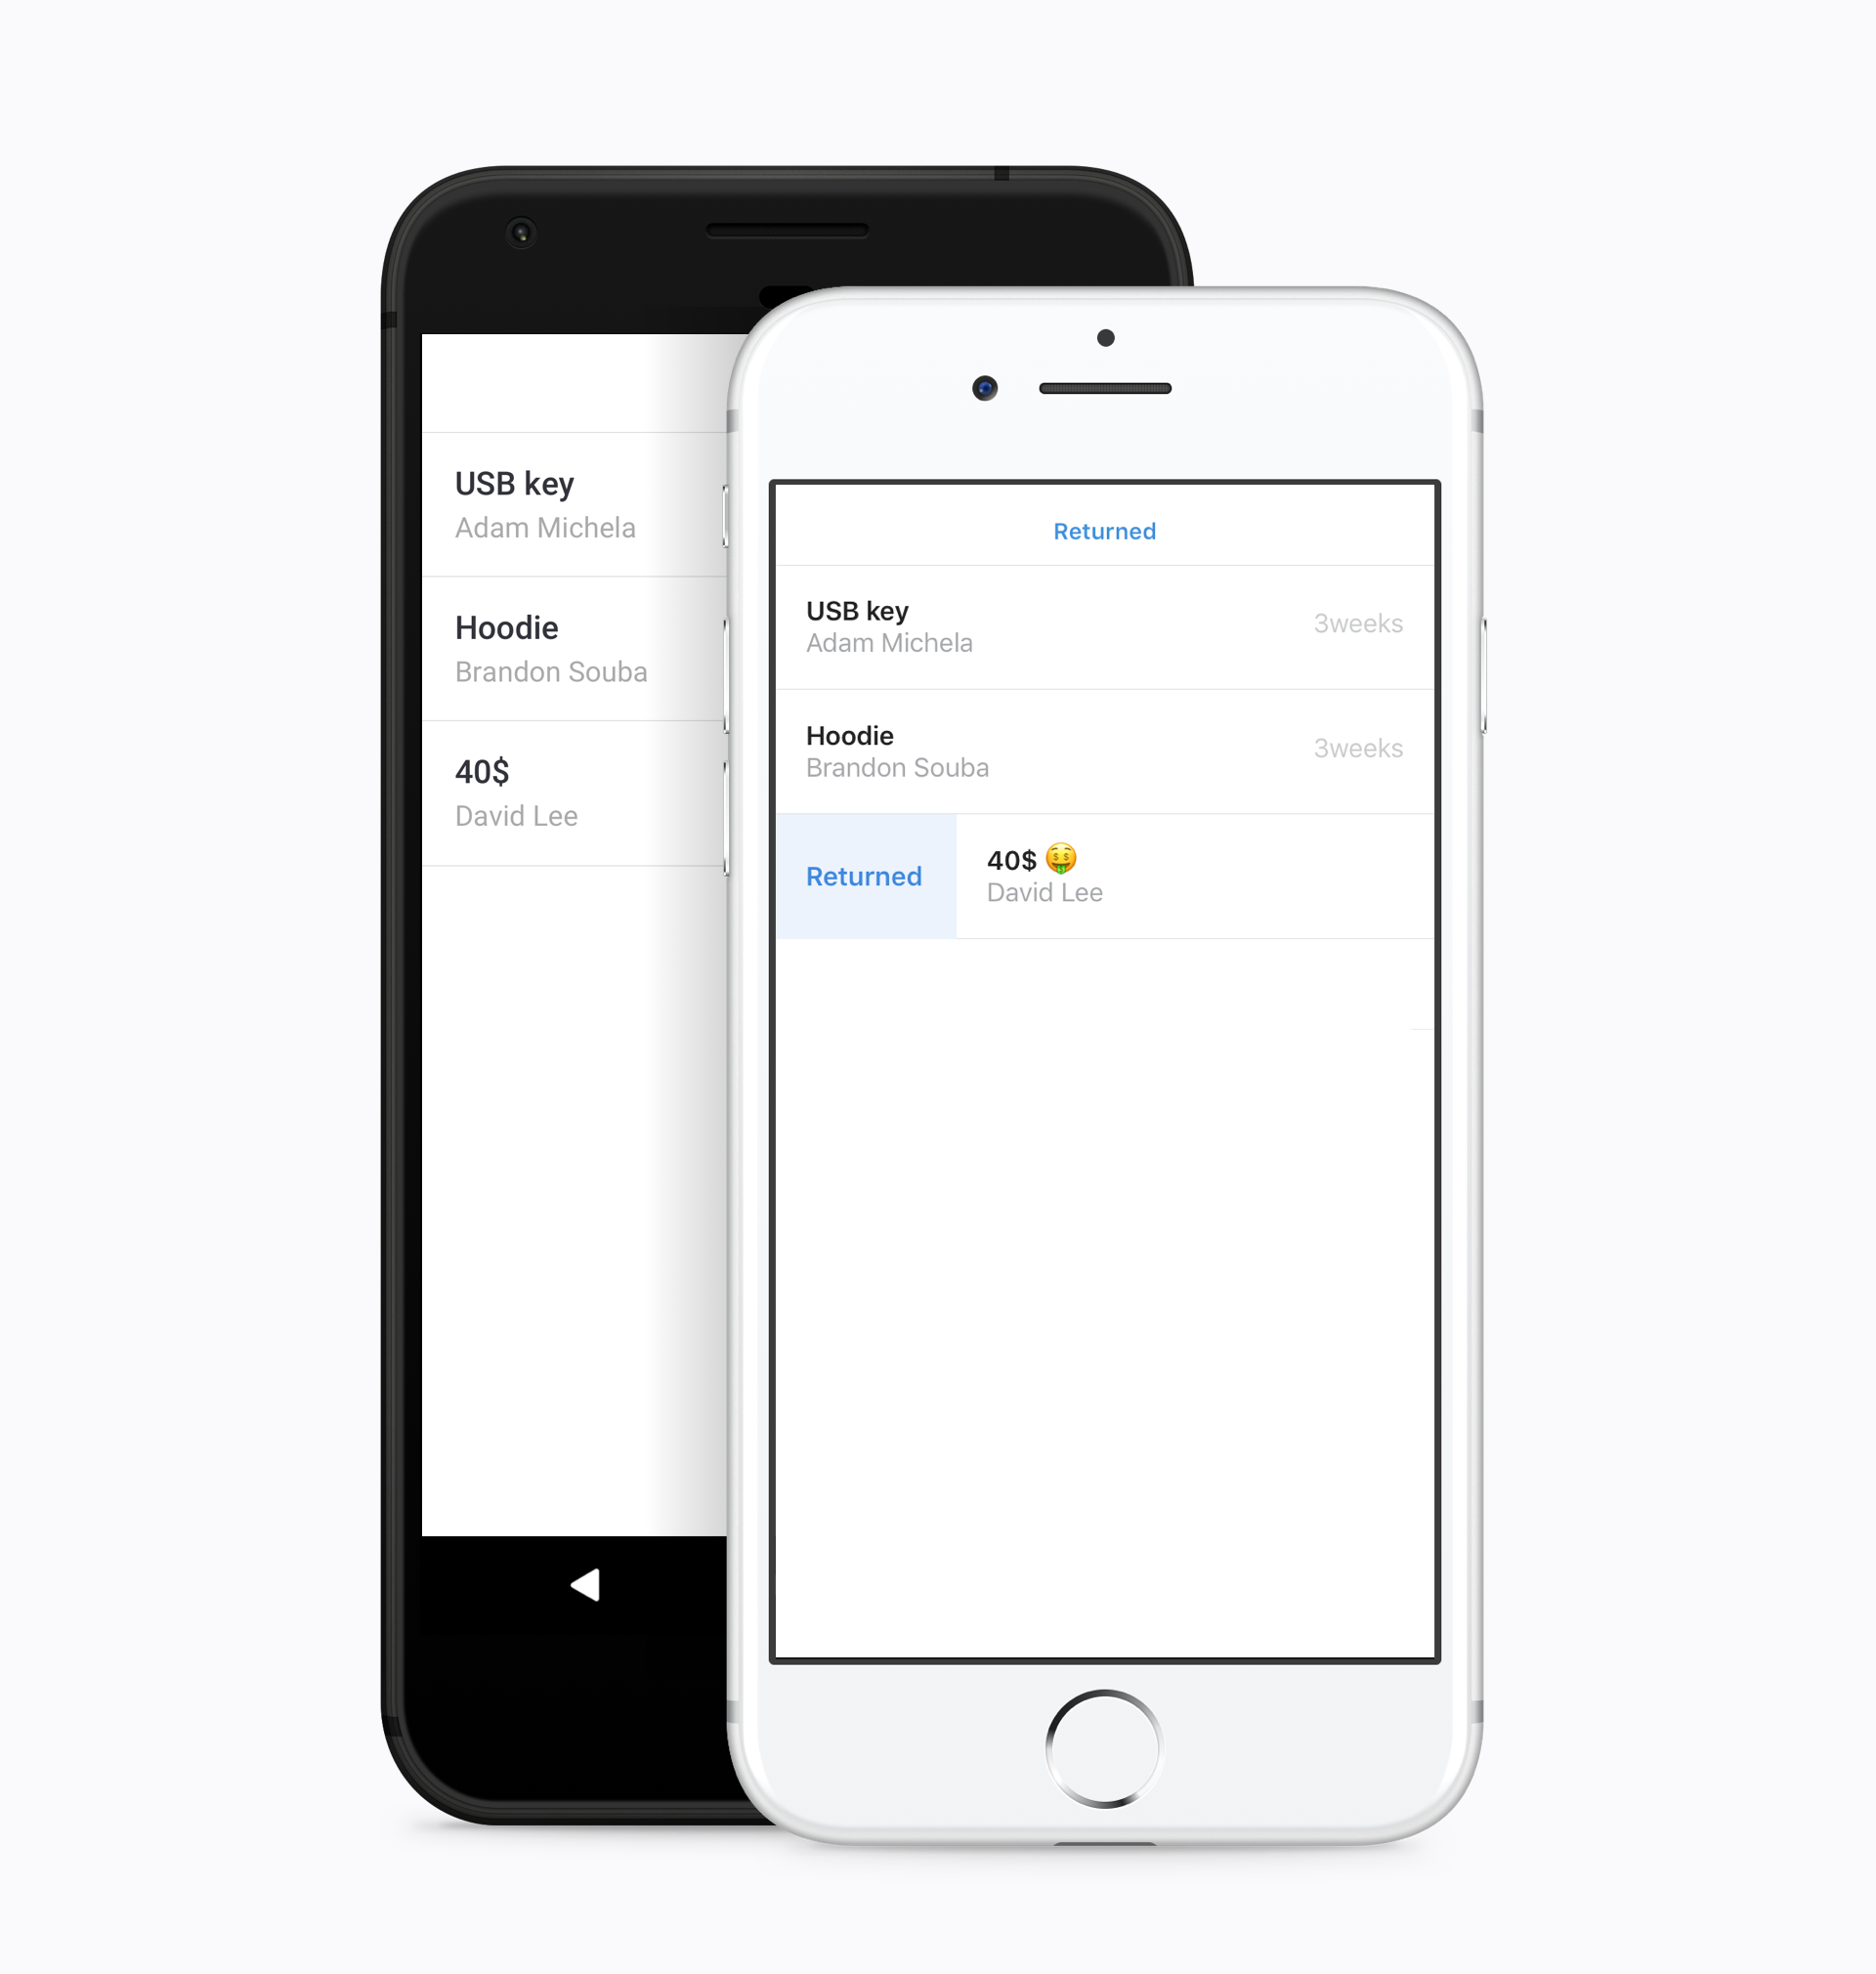 USB key
Adam Michela
Hoodie
Brandon Souba
40$
David Lee
Returned
USB key
Adam Michela
3weeks
Hoodie
Brandon Souba
3weeks
Returned
40$ 🤑
David Lee